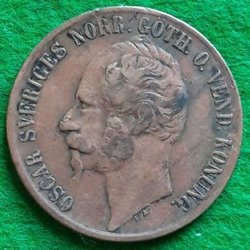 OSCAR SVERIGES NORR. GÖTH. O. VEND. KONUNG.